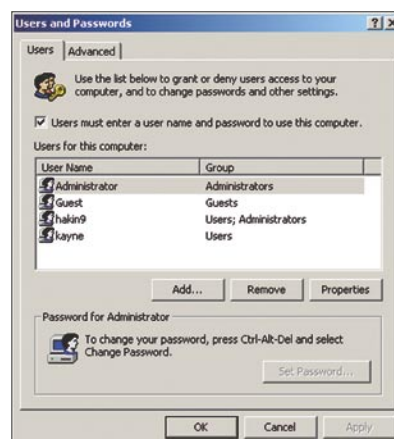 Users and Passwords
Users Advanced
Use the list below to grant or deny users access to your
computer, and to change passwords and other settings.
Users must enter a user name and password to use this computer.
Users for this computer:
User Name Group
Administrator Administrators
Guest Guests
hakin9 Users; Administrators
kayne Users
Add... Remove Properties
Password for Administrator
To change your password, press Ctrl-Alt-Del and select
Change Password.
Set Password...
OK Cancel Apply